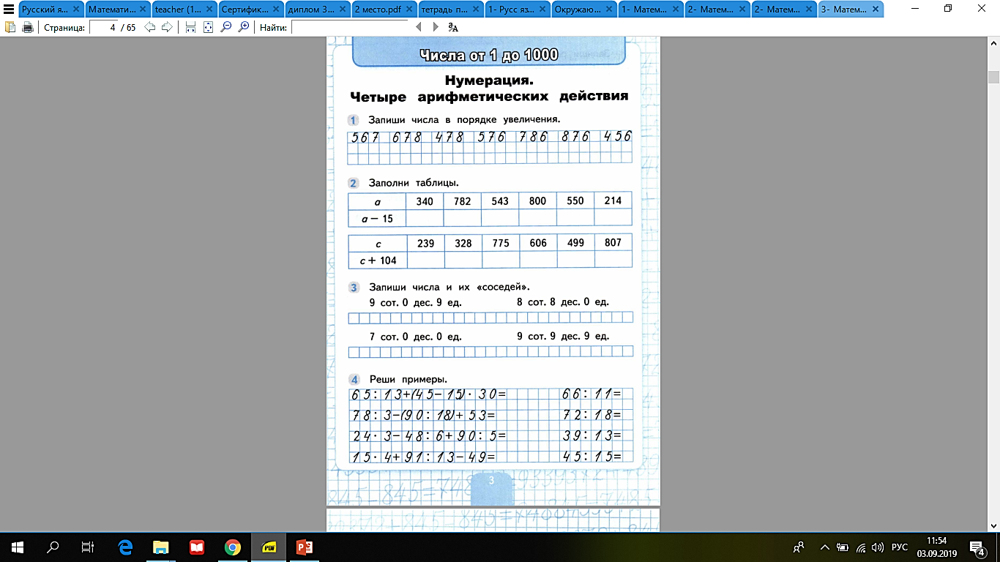 Русский я... × Математи... × teacher (1... × Сертифик... × диплом 3... × 2 место.pdf × тетрадь п... × 1- Русс яз... × Окружаю... × 1- Матем... × 2- Матем... × 2- Матем... × 3- Матем... ×
Страница: 4 / 65 Найти:
Числа от 1 до 1000
Нумерация.
Четыре арифметических действия
1 Запиши числа в порядке увеличения.
567 678 478 576 786 876 456
2 Заполни таблицы.
a 340 782 543 800 550 214
a − 15
c 239 328 775 606 499 807
c + 104
3 Запиши числа и их «соседей».
9 сот. 0 дес. 9 ед. 8 сот. 8 дес. 0 ед.
7 сот. 0 дес. 0 ед. 9 сот. 9 дес. 9 ед.
4 Реши примеры.
65:13+(45−15)·30= 66:11=
78:3−(90:18)+53= 72:18=
24·3−48:6+90:5= 39:13=
15·4+91:13−49= 45:15=
3
845-845=748
РУС
11:54
03.09.2019
4